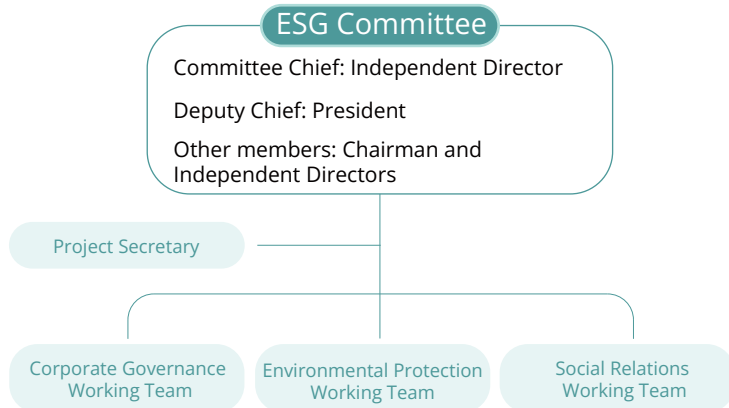 ESG Committee
Committee Chief: Independent Director
Deputy Chief: President
Other members: Chairman and
Independent Directors
Project Secretary
Corporate Governance
Working Team
Environmental Protection
Working Team
Social Relations
Working Team